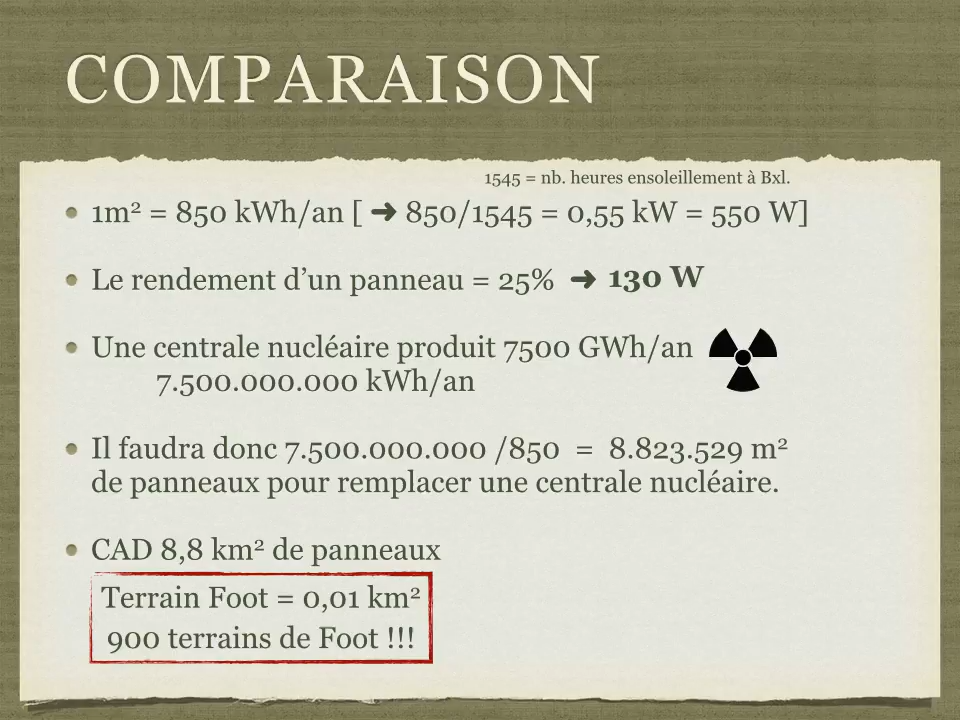 COMPARAISON
1545 = nb. heures ensoleillement à Bxl.
1m² = 850 kWh/an [ ➜ 850/1545 = 0,55 kW = 550 W]
Le rendement d’un panneau = 25% ➜ 130 W
Une centrale nucléaire produit 7500 GWh/an
7.500.000.000 kWh/an
Il faudra donc 7.500.000.000 /850 = 8.823.529 m²
de panneaux pour remplacer une centrale nucléaire.
CAD 8,8 km² de panneaux
Terrain Foot = 0,01 km²
900 terrains de Foot !!!